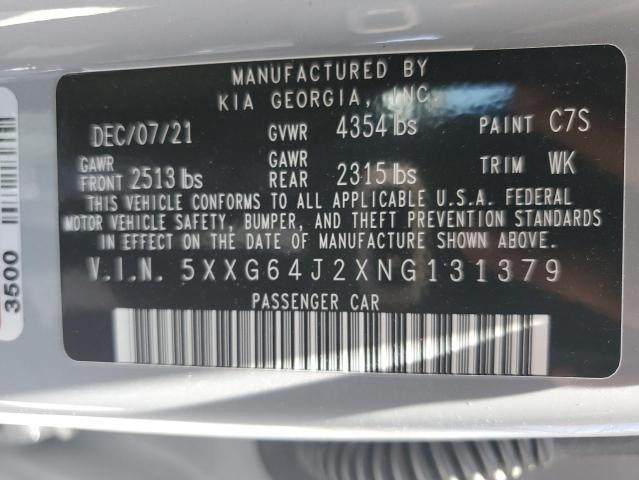 MANUFACTURED BY
KIA GEORGIA, INC.
DEC/07/21 GVWR 4354 lbs PAINT C7S
GAWR FRONT 2513 lbs GAWR REAR 2315 lbs TRIM WK
THIS VEHICLE CONFORMS TO ALL APPLICABLE U.S.A. FEDERAL
MOTOR VEHICLE SAFETY, BUMPER, AND THEFT PREVENTION STANDARDS
IN EFFECT ON THE DATE OF MANUFACTURE SHOWN ABOVE.
V.I.N. 5XXG64J2XNG131379
PASSENGER CAR
3500